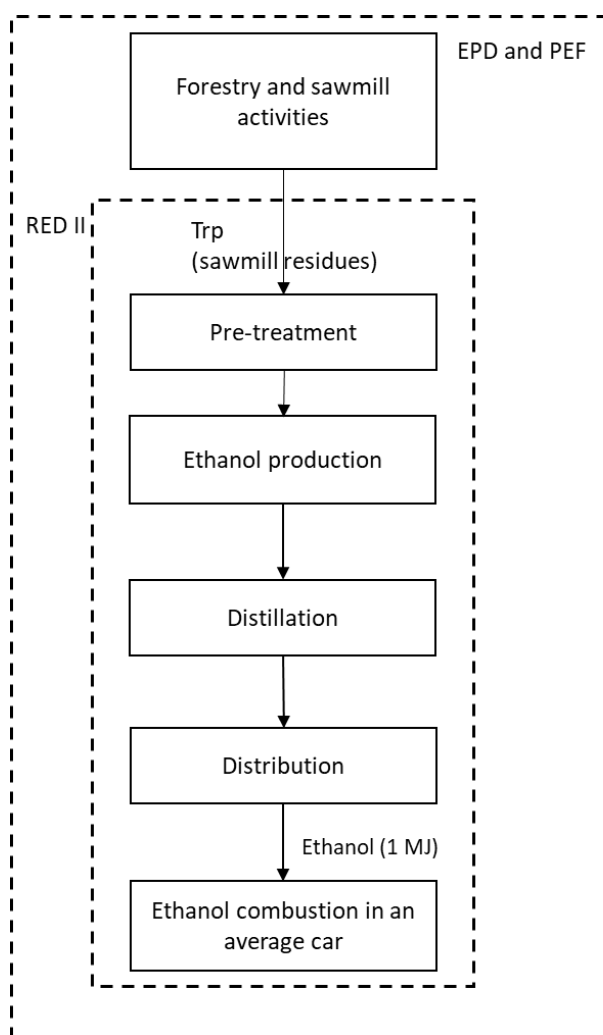 EPD and PEF
Forestry and sawmill
activities
RED II
Trp
(sawmill residues)
Pre-treatment
Ethanol production
Distillation
Distribution
Ethanol (1 MJ)
Ethanol combustion in an
average car